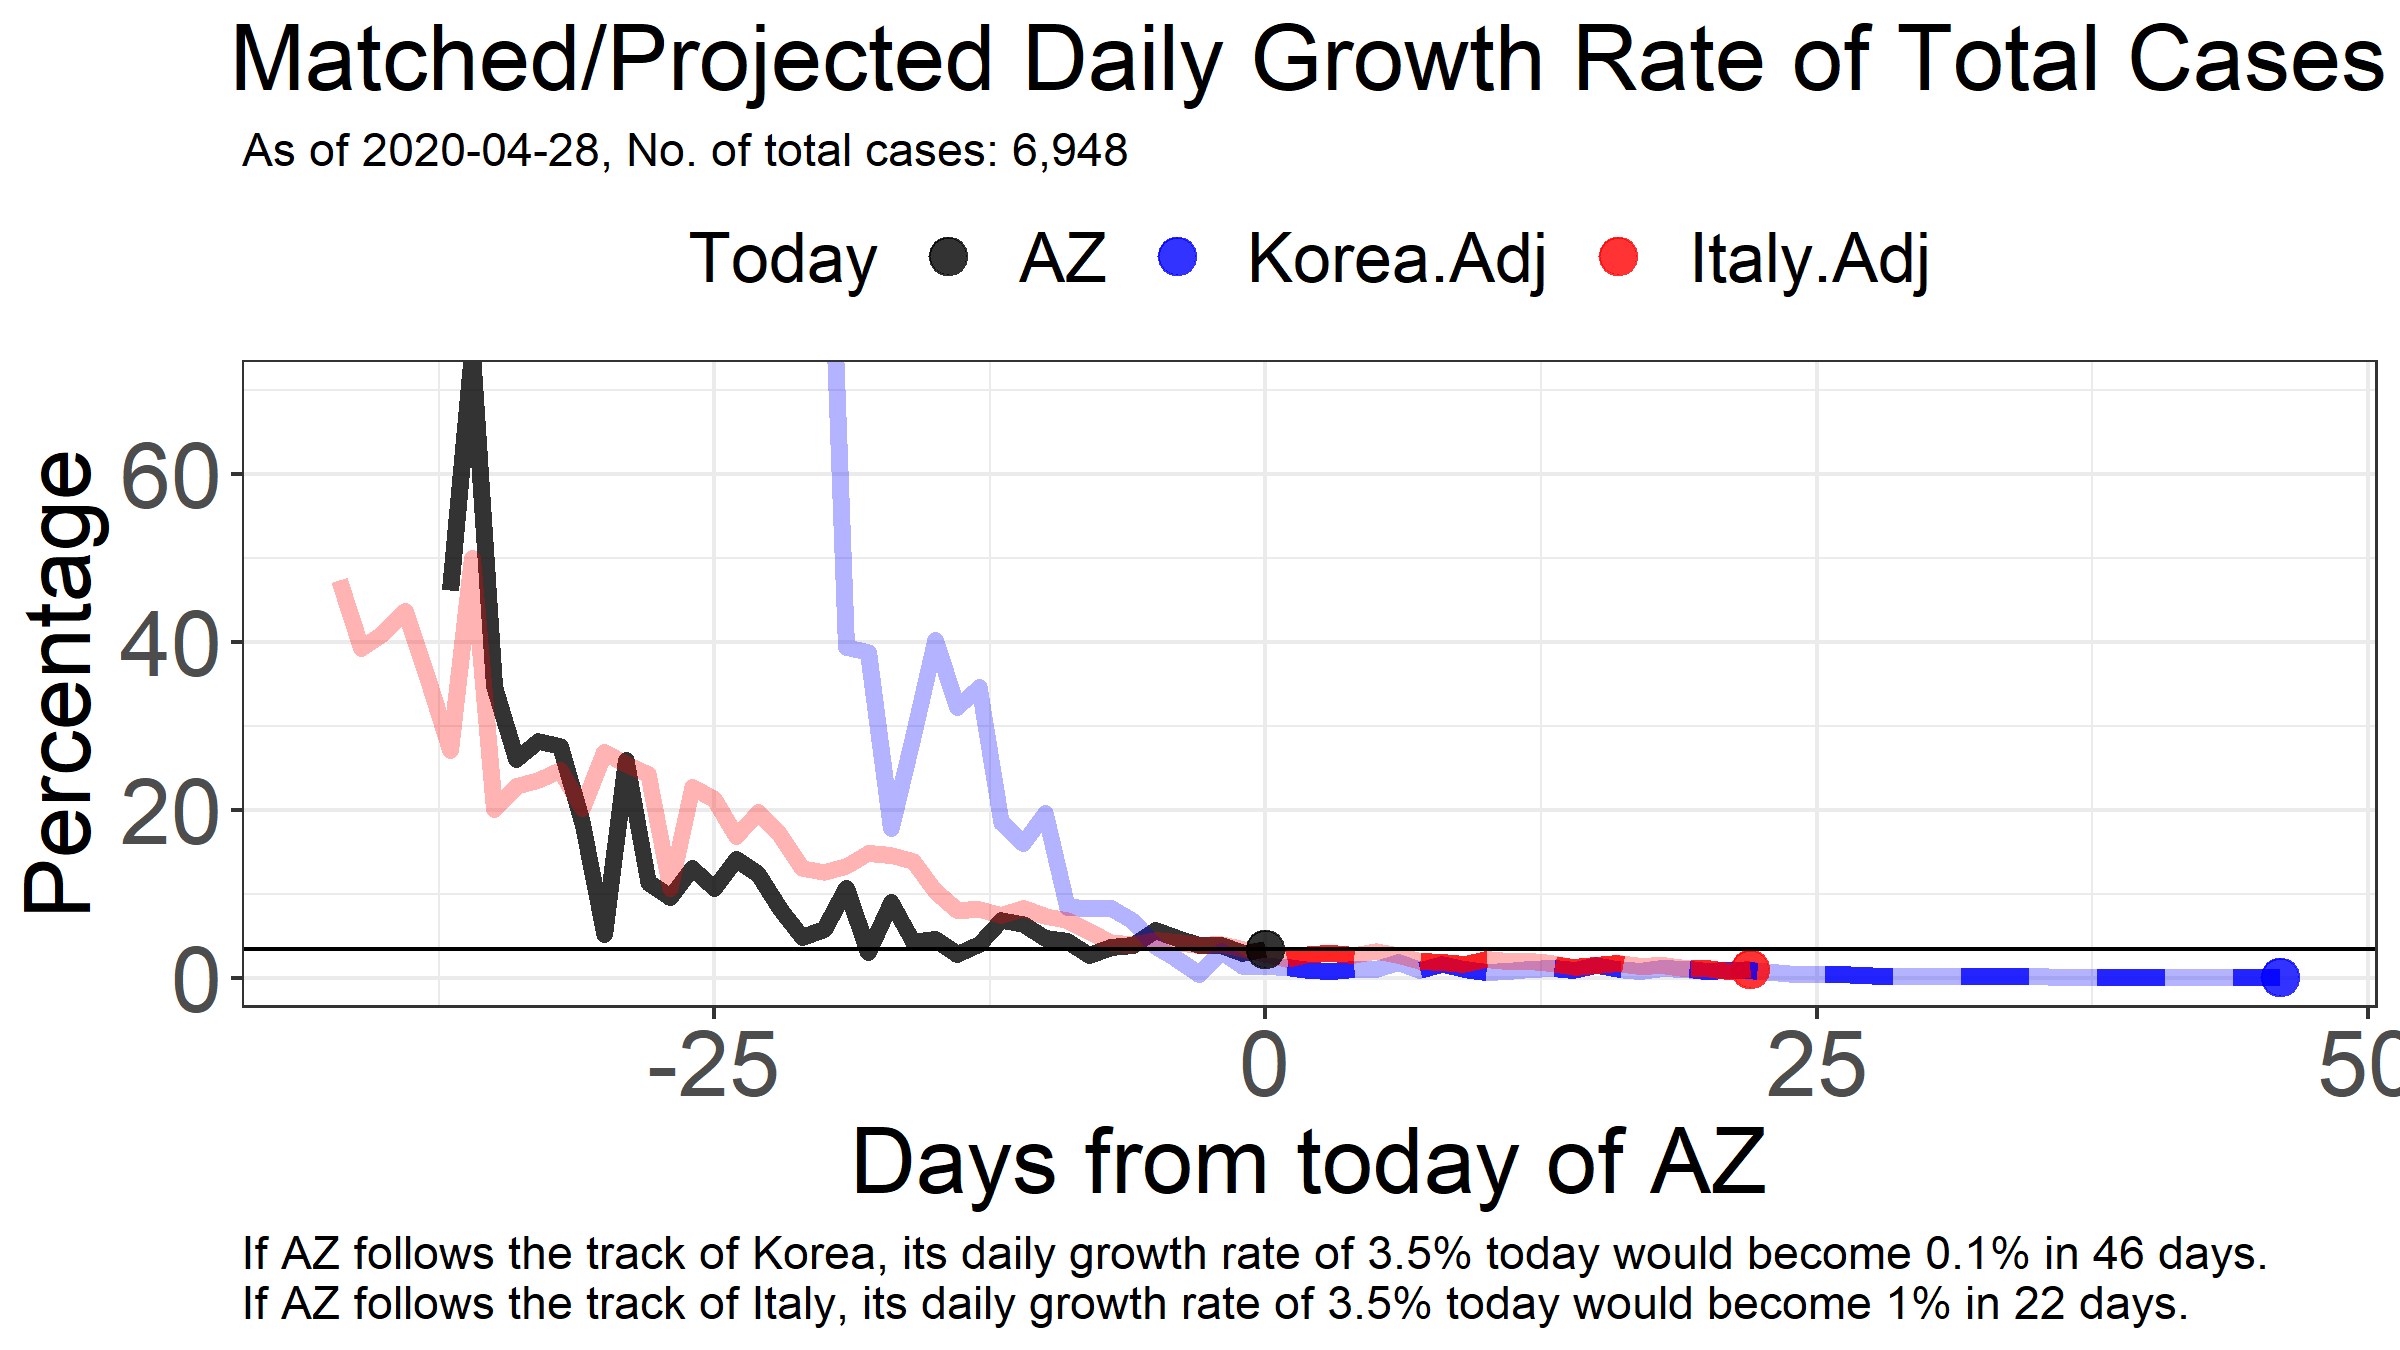 Matched/Projected Daily Growth Rate of Total Cases
As of 2020-04-28, No. of total cases: 6,948
Today AZ Korea.Adj Italy.Adj
Percentage
60
40
20
0
-25 0 25 50
Days from today of AZ
If AZ follows the track of Korea, its daily growth rate of 3.5% today would become 0.1% in 46 days.
If AZ follows the track of Italy, its daily growth rate of 3.5% today would become 1% in 22 days.